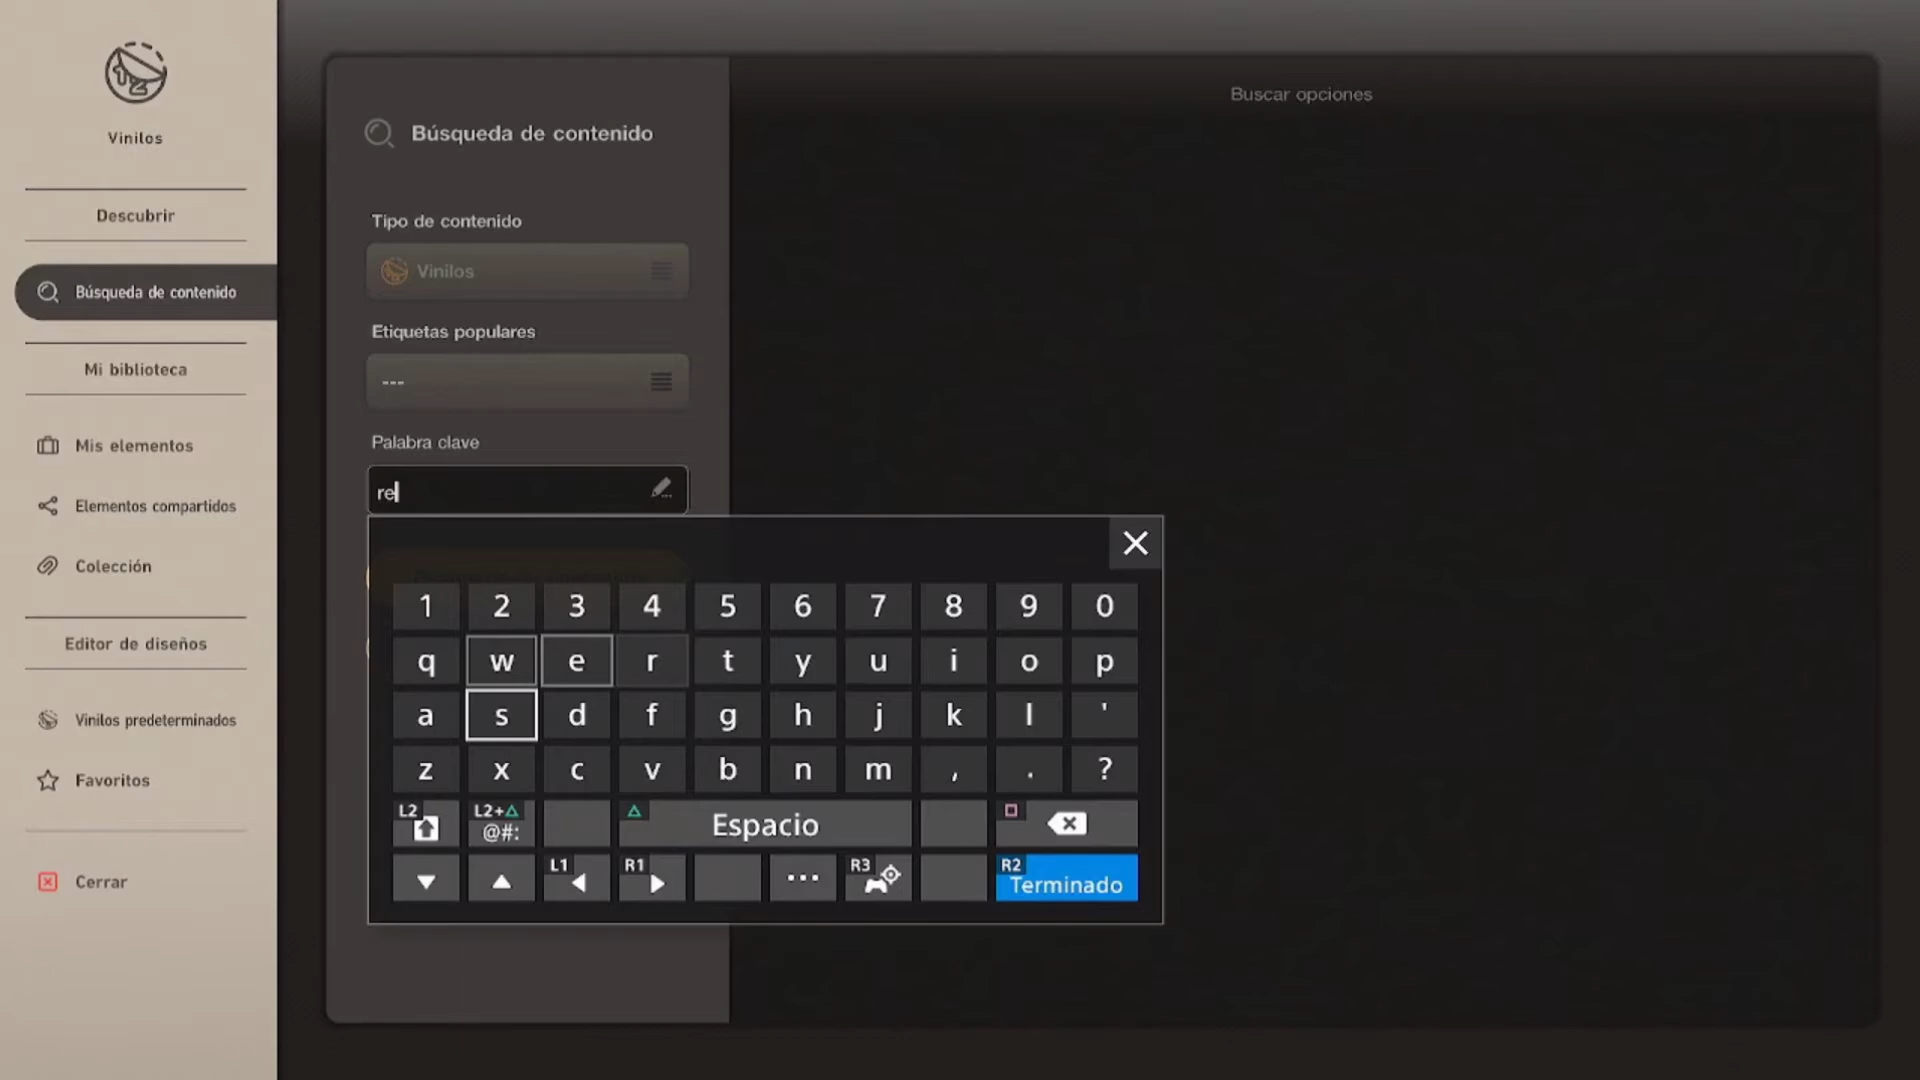 Vinilos
Descubrir
Búsqueda de contenido
Mi biblioteca
Mis elementos
Elementos compartidos
Colección
Editor de diseños
Vinilos predeterminados
Favoritos
Cerrar
Búsqueda de contenido
Tipo de contenido
Vinilos
Etiquetas populares
---
Palabra clave
re
Buscar opciones
1 2 3 4 5 6 7 8 9 0
q w e r t y u i o p
a s d f g h j k l '
z x c v b n m , . ?
L2 L2+△ @#: △ Espacio
L1 R1 ... R3 R2 Terminado